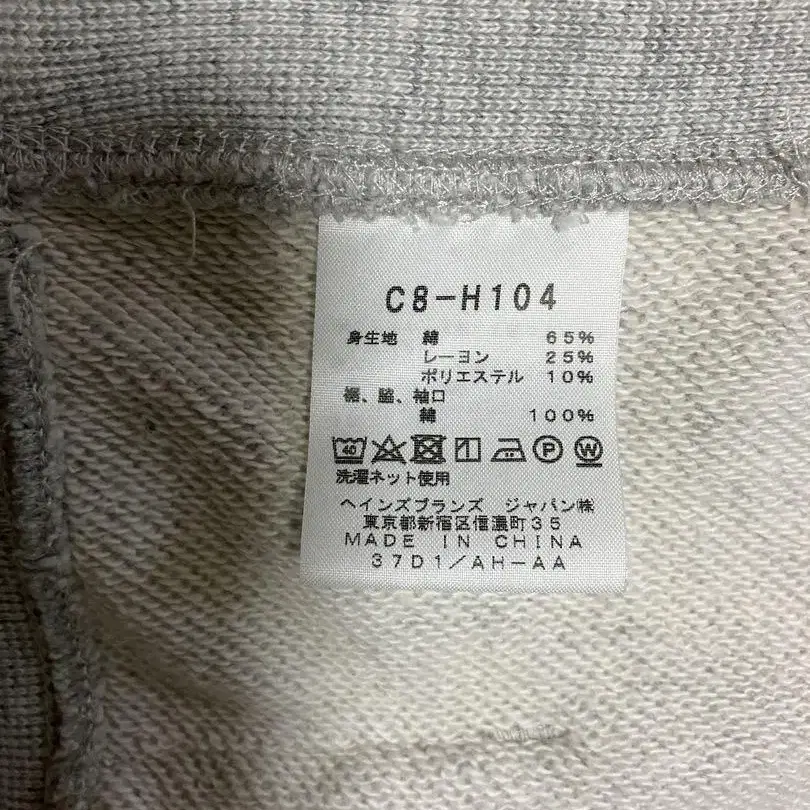 C8-H104
身生地 綿 65%
レーヨン 25%
ポリエステル 10%
裾、脇、袖口
綿 100%
40 P W
洗濯ネット使用
ヘインズブランズ ジャパン㈱
東京都新宿区信濃町35
MADE IN CHINA
37D1/AH-AA